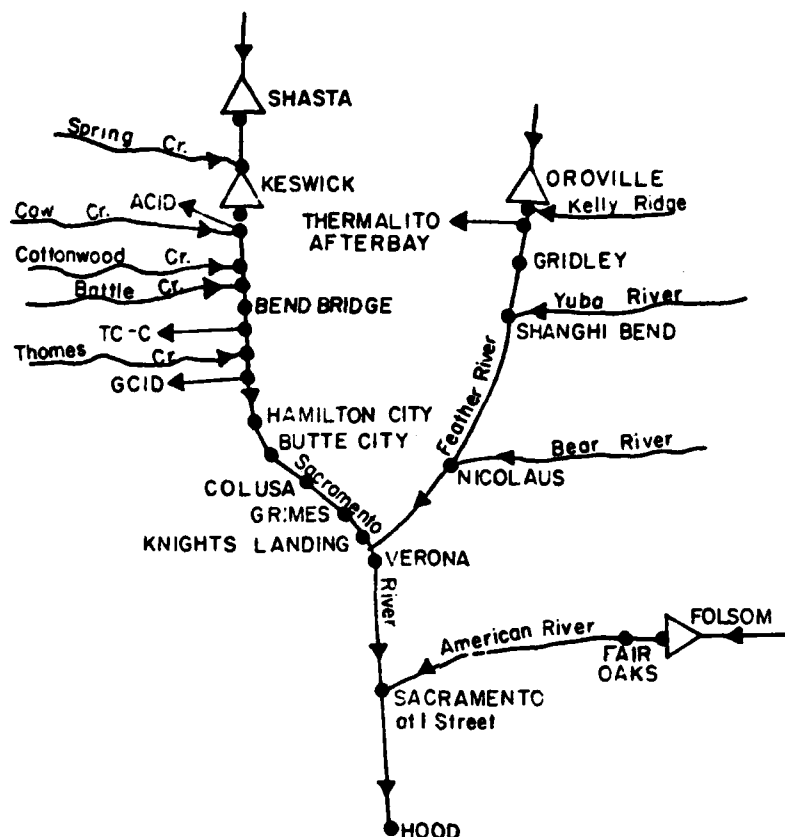 SHASTA
Spring Cr.
KESWICK
OROVILLE
Kelly Ridge
ACID
Cow Cr.
THERMALITO
AFTERBAY
Cottonwood Cr.
GRIDLEY
Battle Cr.
BEND BRIDGE
Yuba River
SHANGHI BEND
TC-C
Thomes Cr.
GCID
Feather River
HAMILTON CITY
BUTTE CITY
Bear River
NICOLAUS
Sacramento
COLUSA
GRIMES
KNIGHTS LANDING
VERONA
River
FOLSOM
American River
FAIR
OAKS
SACRAMENTO
at I Street
HOOD